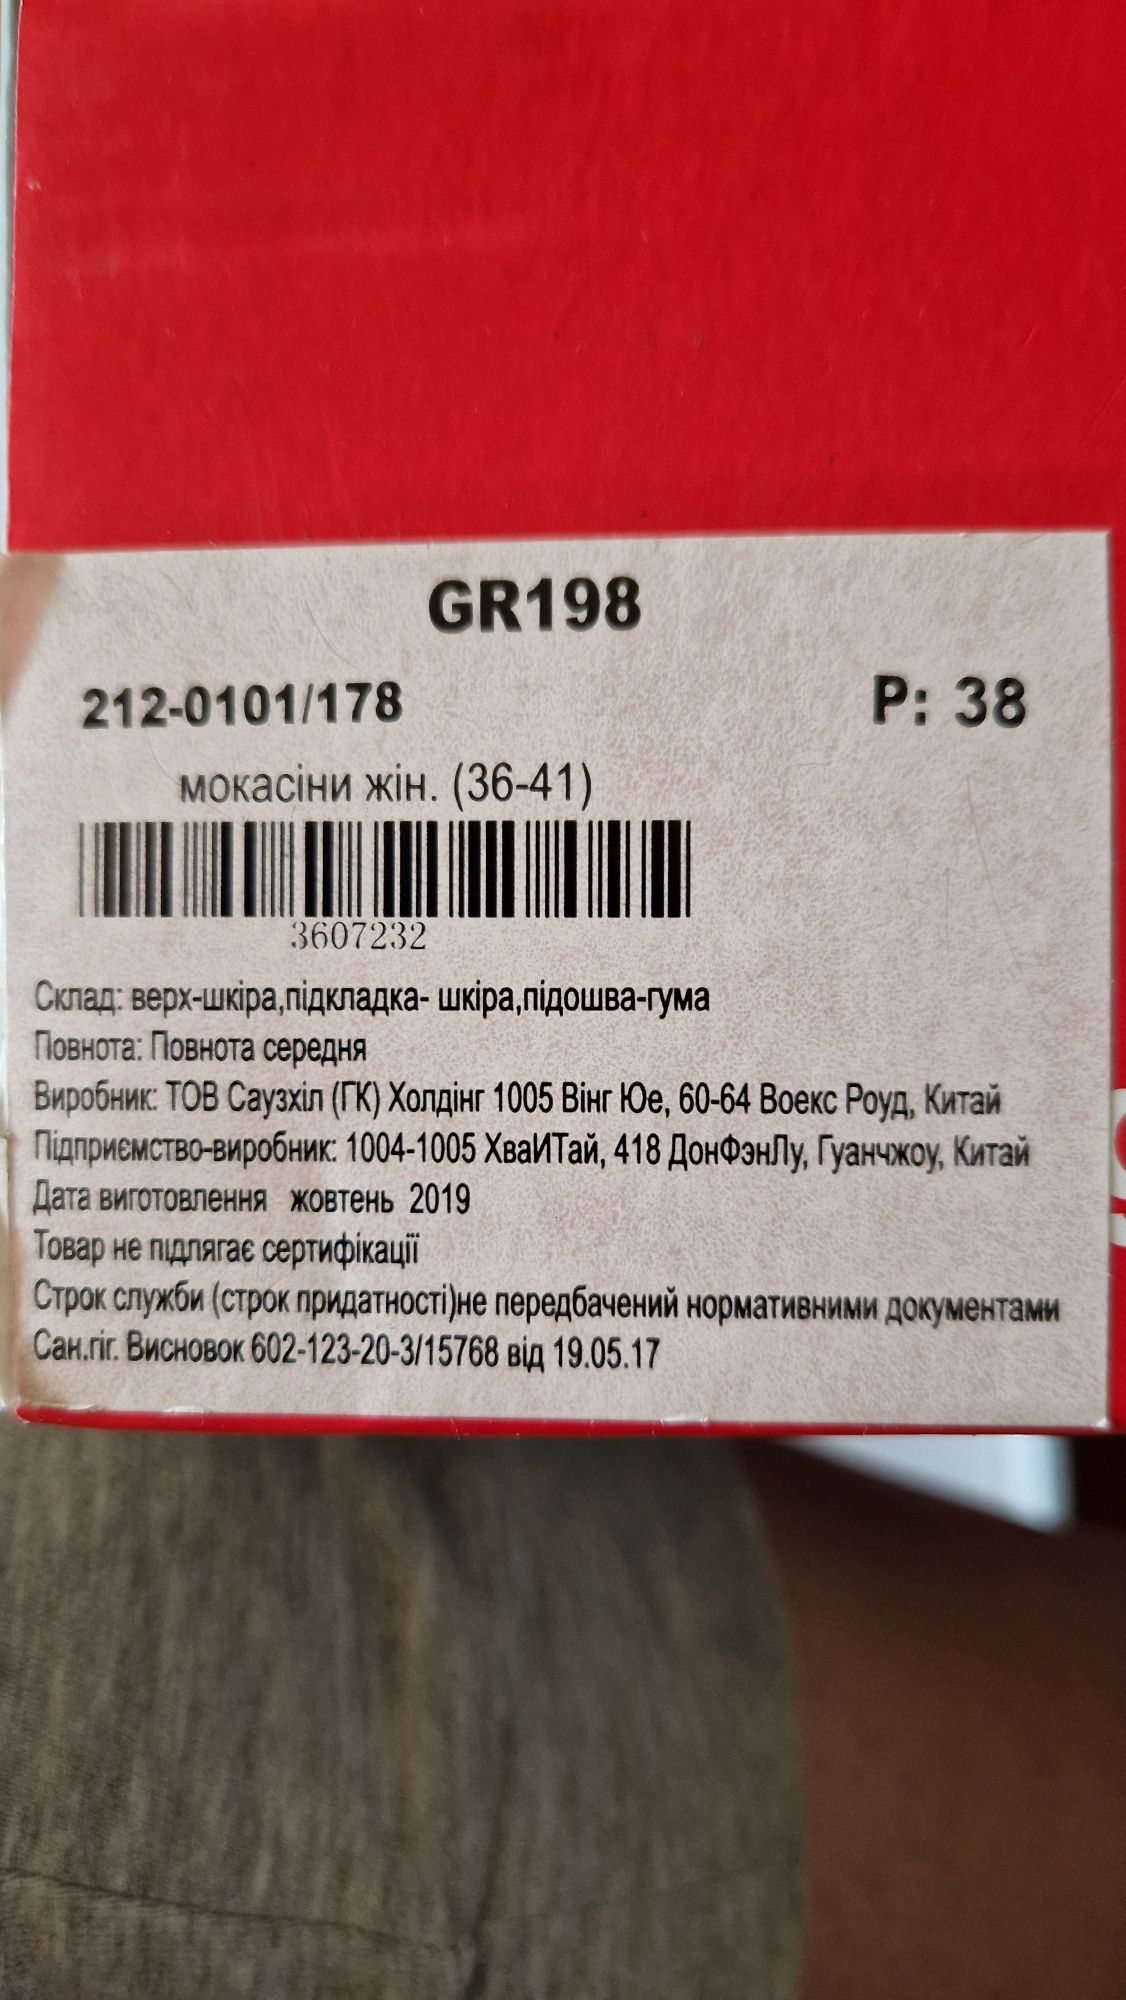 GR198
212-0101/178 Р: 38
мокасіни жін. (36-41)
3607232
Склад: верх-шкіра,підкладка- шкіра,підошва-гума
Повнота: Повнота середня
Виробник: ТОВ Саузхіл (ГК) Холдінг 1005 Вінг Юе, 60-64 Воекс Роуд, Китай
Підприємство-виробник: 1004-1005 ХваИТай, 418 ДонФэнЛу, Гуанчжоу, Китай
Дата виготовлення жовтень 2019
Товар не підлягає сертифікації
Строк служби (строк придатності)не передбачений нормативними документами
Сан.гіг. Висновок 602-123-20-3/15768 від 19.05.17